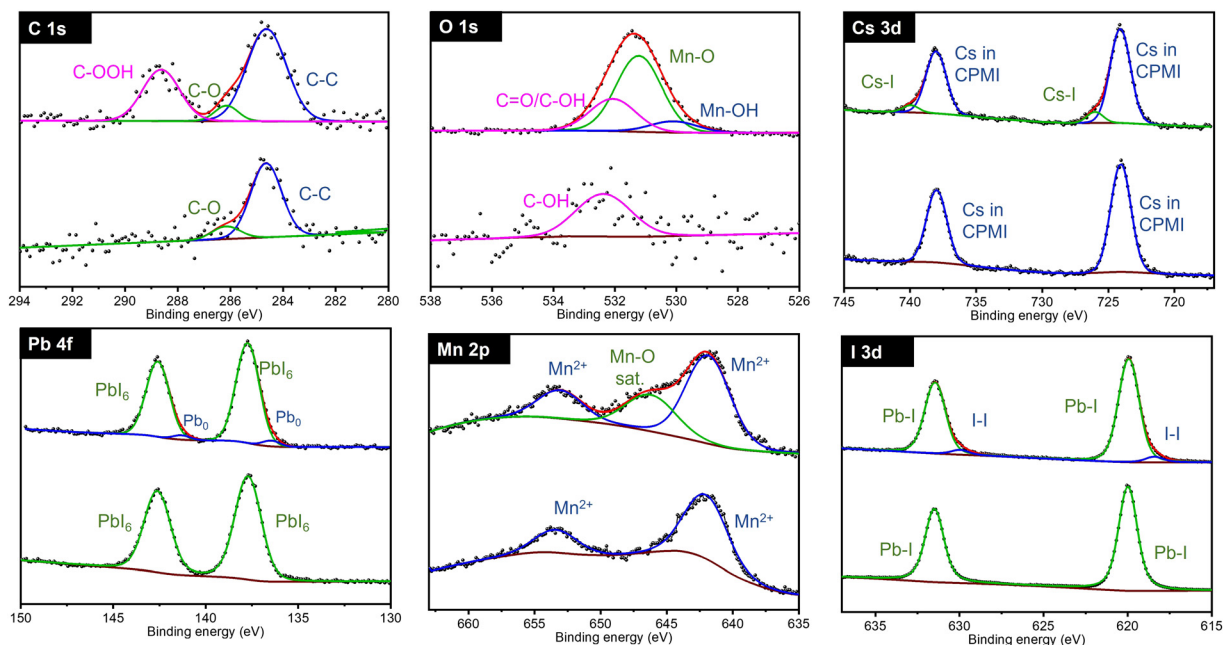 C 1s
C-OOH
C-O
C-C
C-O
C-C
294 292 290 288 286 284 282 280
Binding energy (eV)
O 1s
Mn-O
C=O/C-OH
Mn-OH
C-OH
538 536 534 532 530 528 526
Binding energy (eV)
Cs 3d
Cs in
CPMI
Cs in
CPMI
Cs-I
Cs-I
Cs in
CPMI
Cs in
CPMI
745 740 735 730 725 720
Binding energy (eV)
Pb 4f
PbI₆
PbI₆
Pb₀
Pb₀
PbI₆
PbI₆
150 145 140 135 130
Binding energy (eV)
Mn 2p
Mn²⁺
Mn-O
sat.
Mn²⁺
Mn²⁺
Mn²⁺
660 655 650 645 640 635
Binding energy (eV)
I 3d
Pb-I
I-I
Pb-I
I-I
Pb-I
Pb-I
635 630 625 620 615
Binding energy (eV)